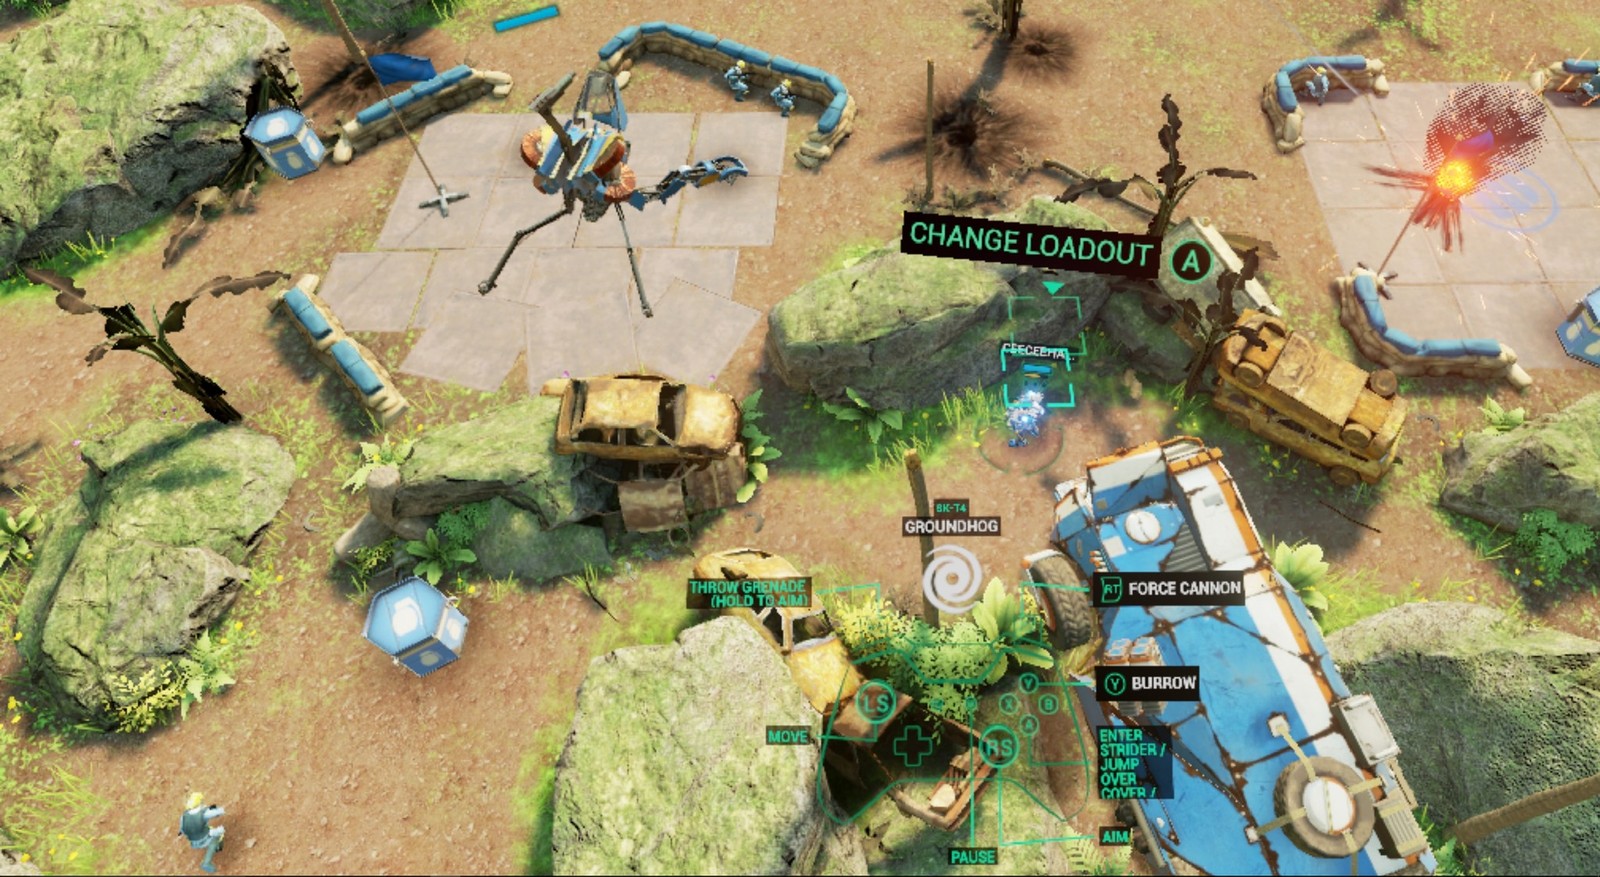 CHANGE LOADOUT A
BK-T4
GROUNDHOG
THROW GRENADE
(HOLD TO AIM)
RT FORCE CANNON
Y BURROW
LS
Y
X
B
A
RS
MOVE
ENTER
STRIDER /
JUMP
OVER
COVER /
AIM
PAUSE